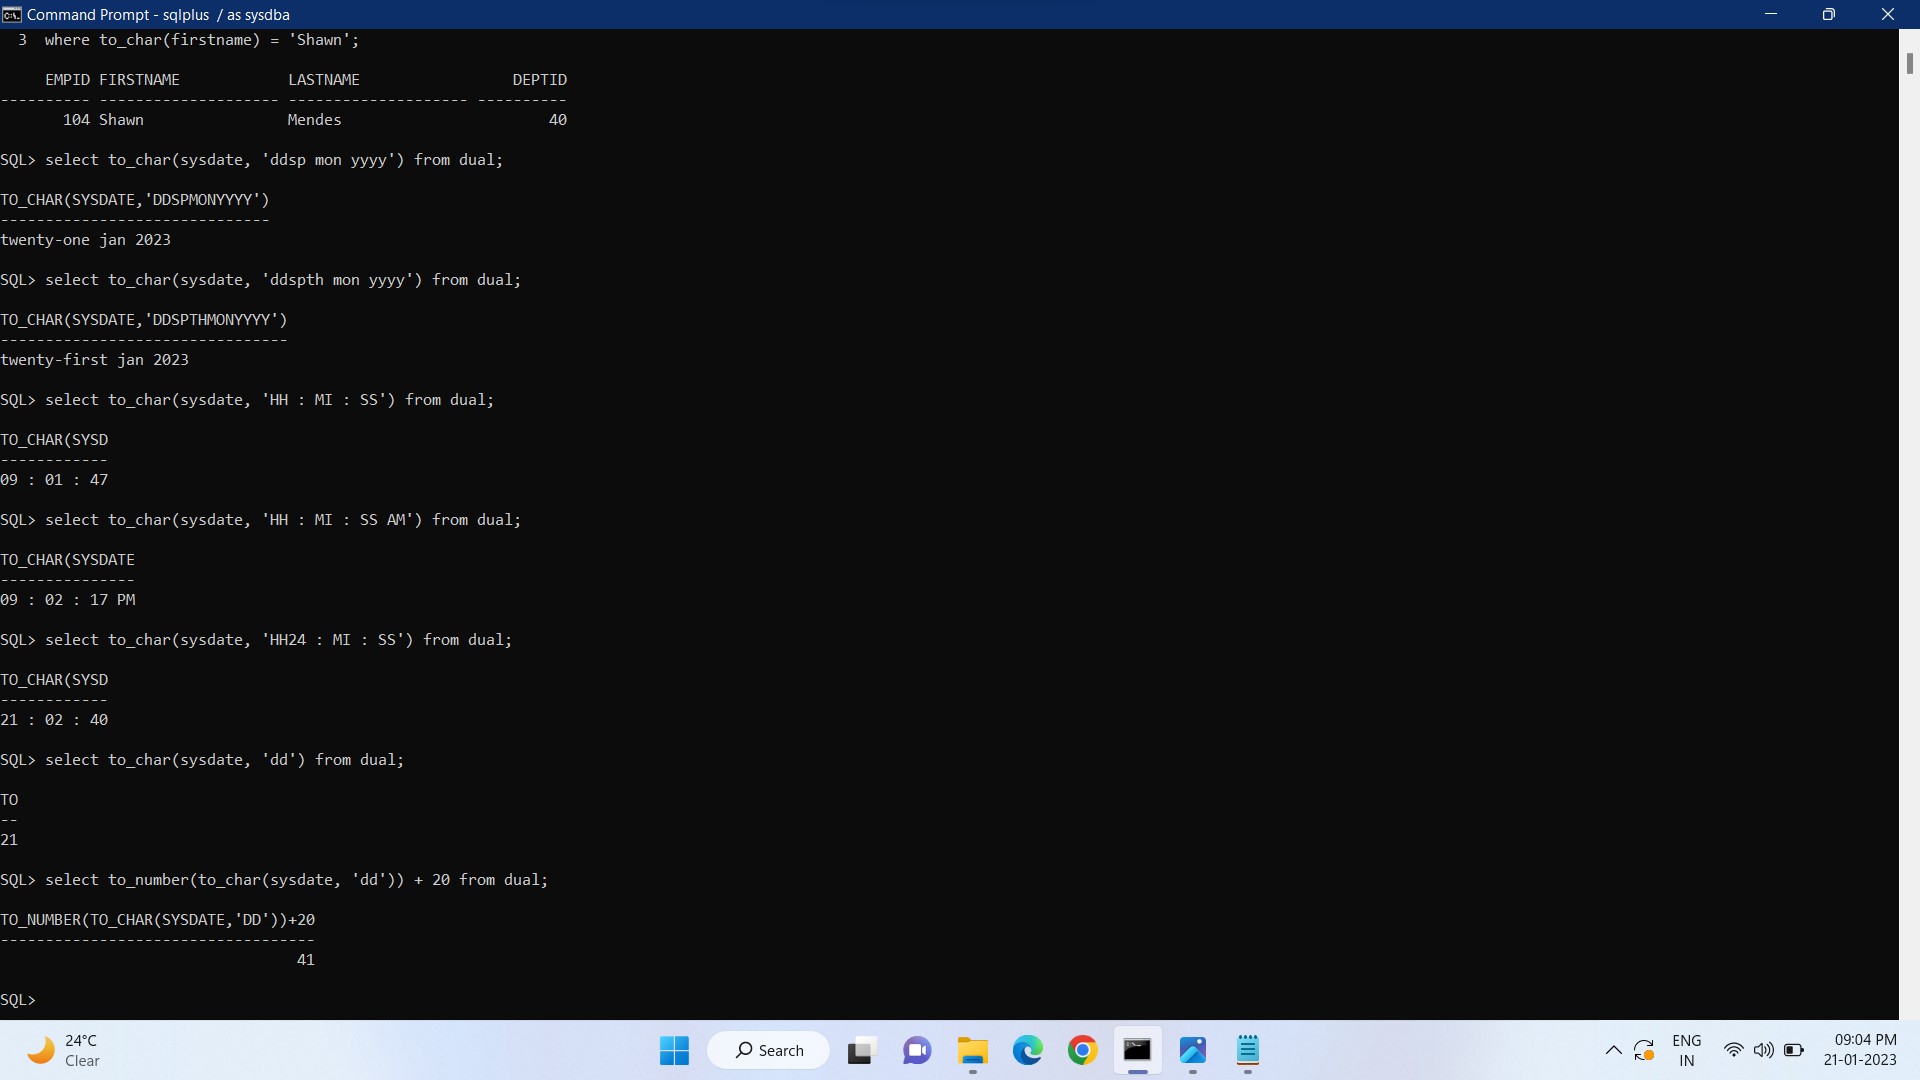 Command Prompt - sqlplus  / as sysdba
  3  where to_char(firstname) = 'Shawn';
     EMPID FIRSTNAME            LASTNAME                 DEPTID
---------- -------------------- -------------------- ----------
       104 Shawn                Mendes                       40
SQL> select to_char(sysdate, 'ddsp mon yyyy') from dual;
TO_CHAR(SYSDATE,'DDSPMONYYYY')
------------------------------
twenty-one jan 2023
SQL> select to_char(sysdate, 'ddspth mon yyyy') from dual;
TO_CHAR(SYSDATE,'DDSPTHMONYYYY')
--------------------------------
twenty-first jan 2023
SQL> select to_char(sysdate, 'HH : MI : SS') from dual;
TO_CHAR(SYSD
------------
09 : 01 : 47
SQL> select to_char(sysdate, 'HH : MI : SS AM') from dual;
TO_CHAR(SYSDATE
---------------
09 : 02 : 17 PM
SQL> select to_char(sysdate, 'HH24 : MI : SS') from dual;
TO_CHAR(SYSD
------------
21 : 02 : 40
SQL> select to_char(sysdate, 'dd') from dual;
TO
--
21
SQL> select to_number(to_char(sysdate, 'dd')) + 20 from dual;
TO_NUMBER(TO_CHAR(SYSDATE,'DD'))+20
-----------------------------------
                                 41
SQL>
24°C
Clear
Search
ENG
IN
09:04 PM
21-01-2023